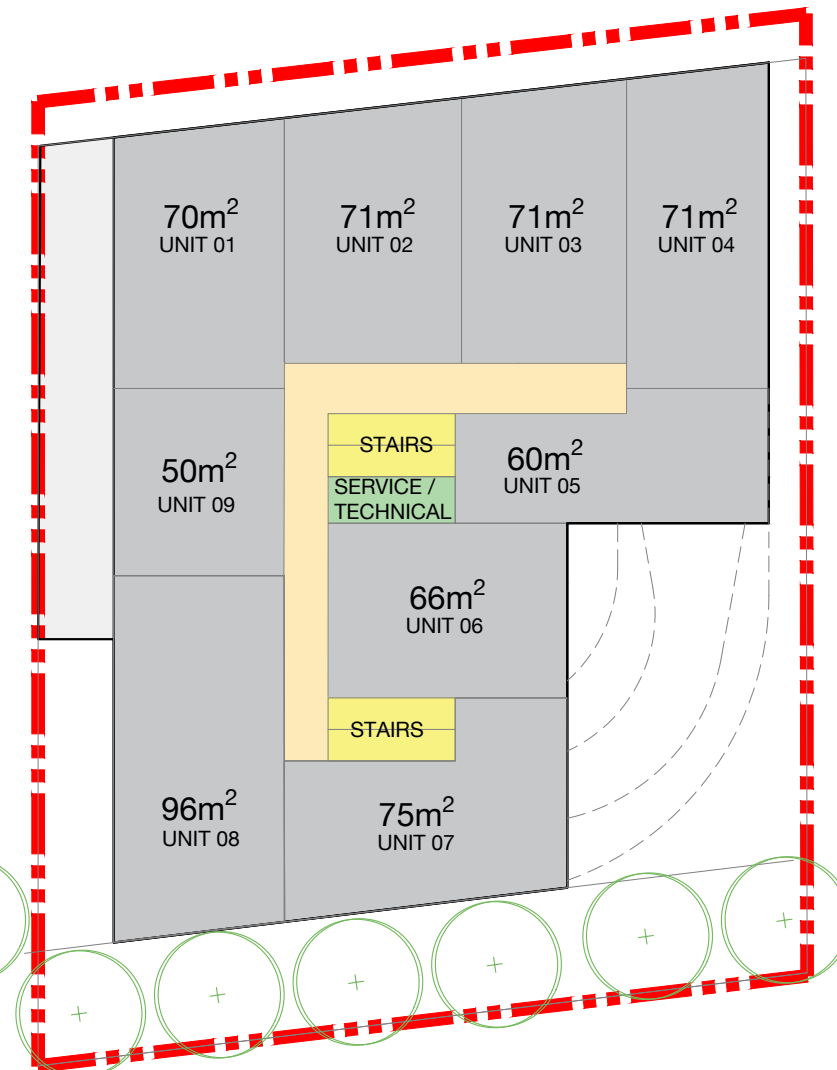 70m²
UNIT 01
71m²
UNIT 02
71m²
UNIT 03
71m²
UNIT 04
STAIRS
SERVICE /
TECHNICAL
60m²
UNIT 05
50m²
UNIT 09
66m²
UNIT 06
STAIRS
96m²
UNIT 08
75m²
UNIT 07